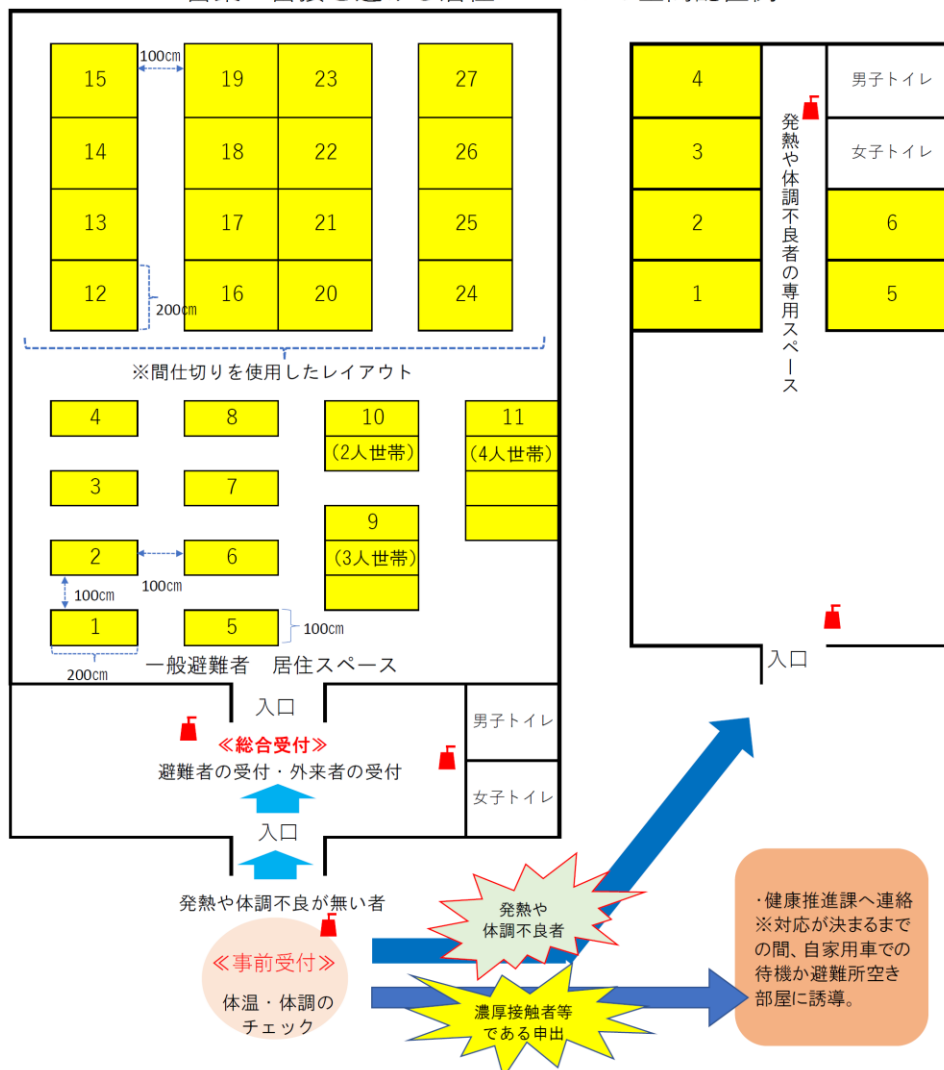 15
100㎝
19
23
27
14
18
22
26
13
17
21
25
12
200㎝
16
20
24
※間仕切りを使用したレイアウト
4
8
10
(2人世帯)
11
(4人世帯)
3
7
9
(3人世帯)
2
100㎝
6
100㎝
1
200㎝
5
100㎝
一般避難者 居住スペース
入口
≪総合受付≫
避難者の受付・外来者の受付
男子トイレ
女子トイレ
入口
発熱や体調不良が無い者
≪事前受付≫
体温・体調の
チェック
4
3
2
1
発熱や体調不良者の専用スペース
男子トイレ
女子トイレ
6
5
入口
発熱や
体調不良者
濃厚接触者等
である申出
・健康推進課へ連絡
※対応が決まるまで
の間、自家用車での
待機か避難所空き
部屋に誘導。